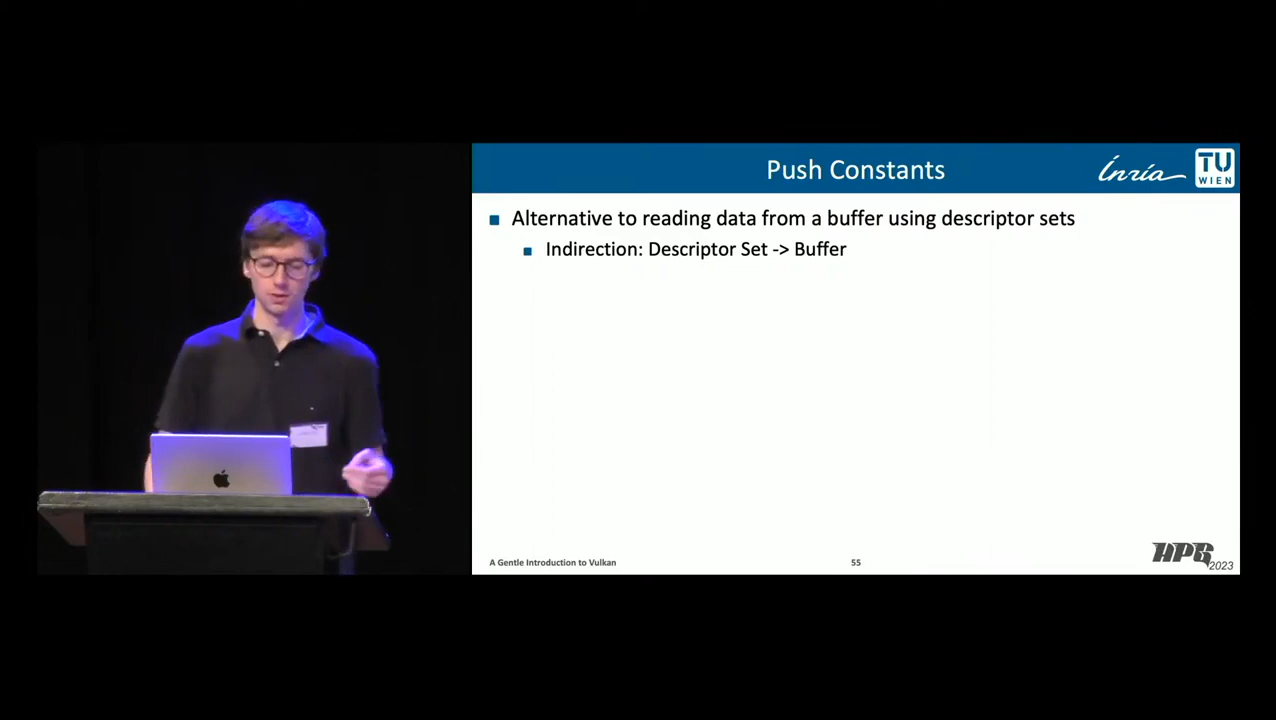 Push Constants
Inria
TU
WIEN
Alternative to reading data from a buffer using descriptor sets
Indirection: Descriptor Set -> Buffer
A Gentle Introduction to Vulkan
55
HPG
2023